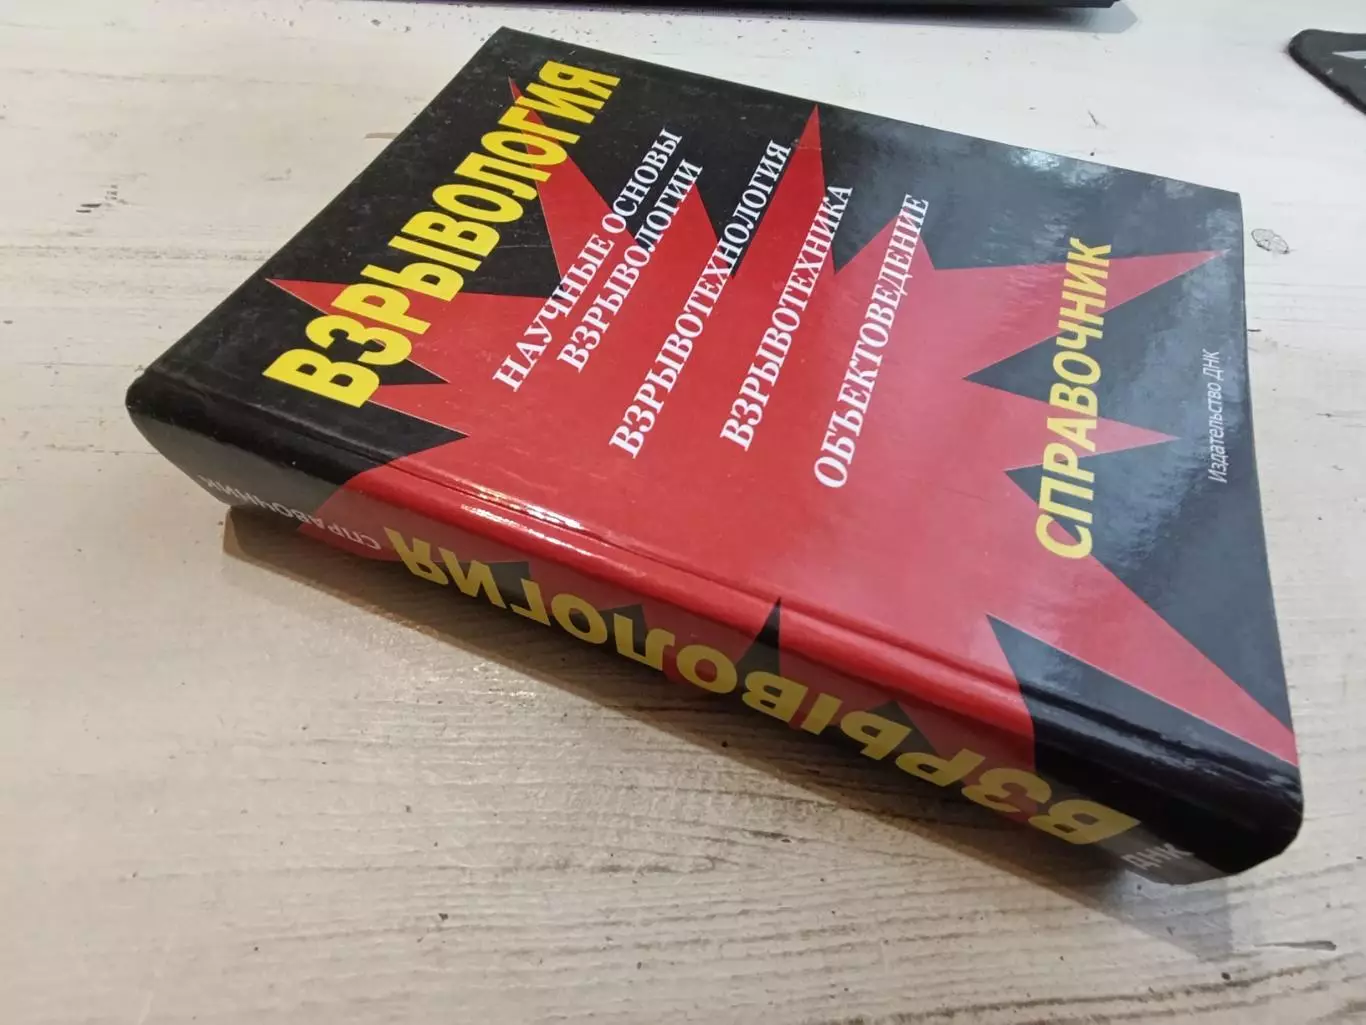 ВЗРЫВОЛОГИЯ
НАУЧНЫЕ ОСНОВЫ
ВЗРЫВОЛОГИИ
ВЗРЫВОТЕХНОЛОГИЯ
ВЗРЫВОТЕХНИКА
ОБЪЕКТОВЕДЕНИЕ
СПРАВОЧНИК
Издательство ДНК
СПРАВОЧНИК
ВЗРЫВОЛОГИЯ
ДНК